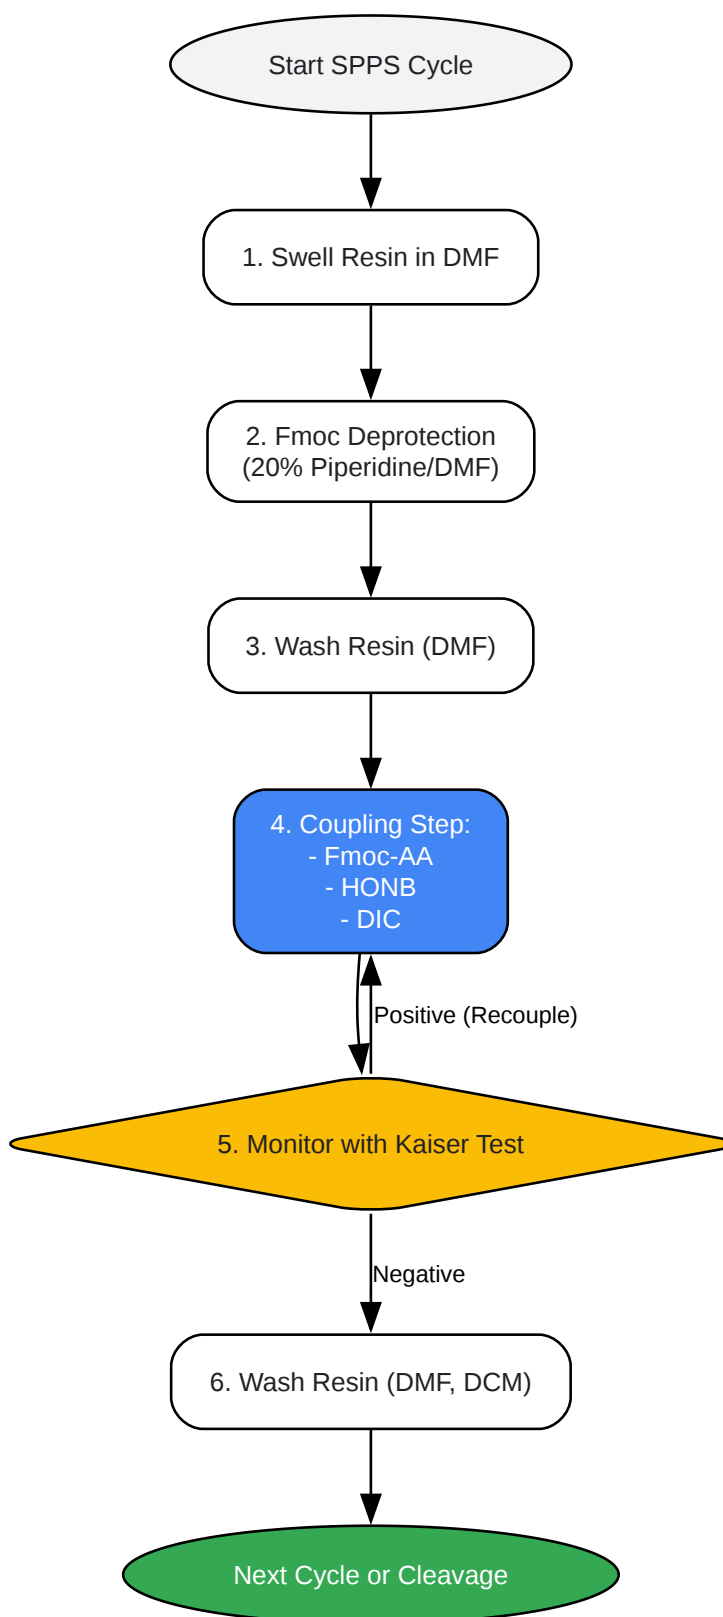 Start SPPS Cycle
1. Swell Resin in DMF
2. Fmoc Deprotection
(20% Piperidine/DMF)
3. Wash Resin (DMF)
4. Coupling Step:
- Fmoc-AA
- HONB
- DIC
Positive (Recouple)
5. Monitor with Kaiser Test
Negative
6. Wash Resin (DMF, DCM)
Next Cycle or Cleavage